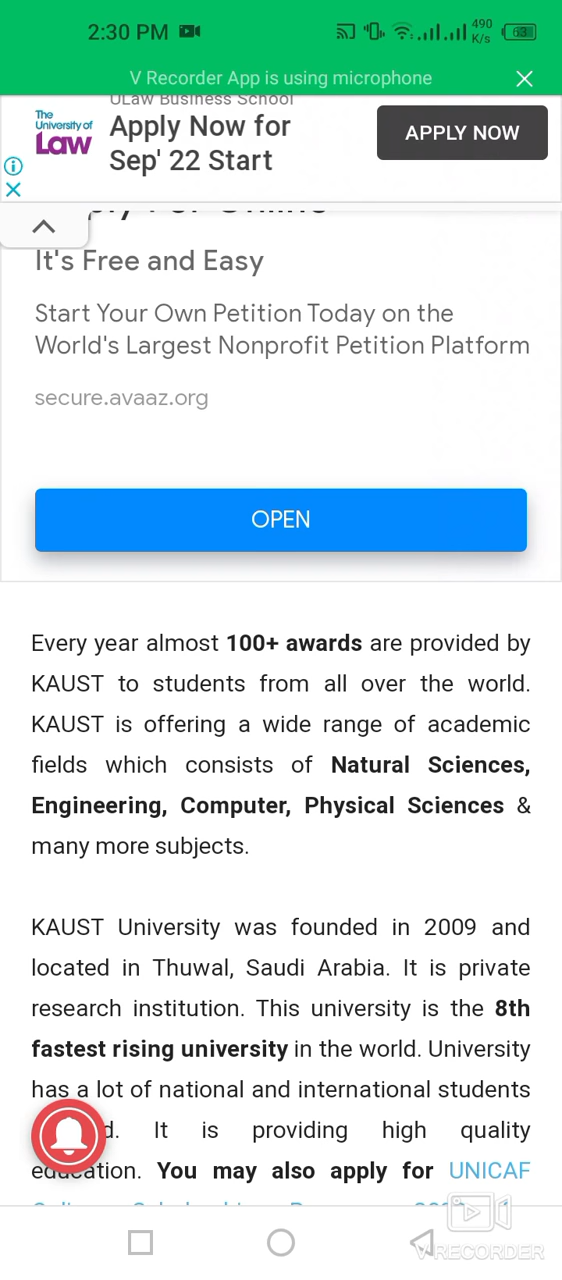 2:30 PM
490
K/s
63
V Recorder App is using microphone
The
University of
Law
ULaw Business School
Apply Now for
Sep' 22 Start
APPLY NOW
It's Free and Easy
Start Your Own Petition Today on the
World's Largest Nonprofit Petition Platform
secure.avaaz.org
OPEN
Every year almost 100+ awards are provided by
KAUST to students from all over the world.
KAUST is offering a wide range of academic
fields which consists of Natural Sciences,
Engineering, Computer, Physical Sciences &
many more subjects.
KAUST University was founded in 2009 and
located in Thuwal, Saudi Arabia. It is private
research institution. This university is the 8th
fastest rising university in the world. University
has a lot of national and international students
It is providing high quality
education. You may also apply for UNICAF
VRECORDER